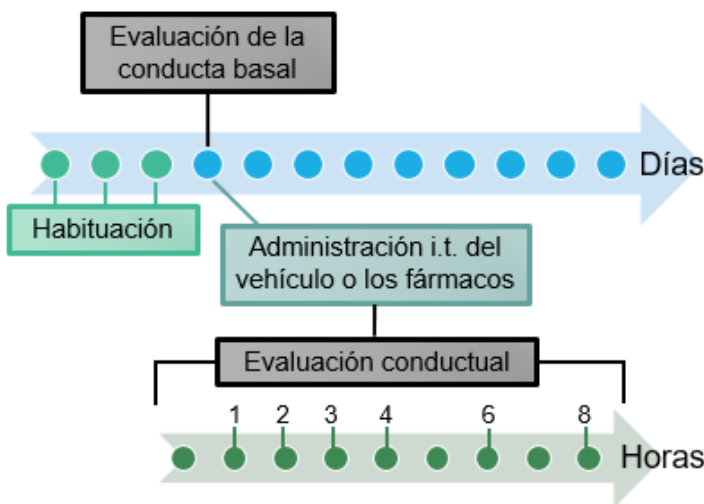 Evaluación de la
conducta basal
Días
Habituación
Administración i.t. del
vehículo o los fármacos
Evaluación conductual
1 2 3 4 6 8
Horas